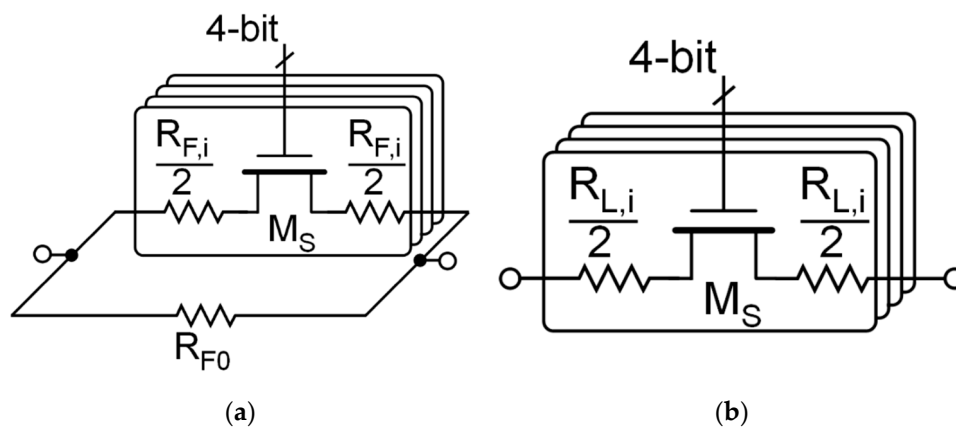 4-bit
R_F,i
2
R_F,i
2
M_S
R_F0
(a)
4-bit
R_L,i
2
R_L,i
2
M_S
(b)